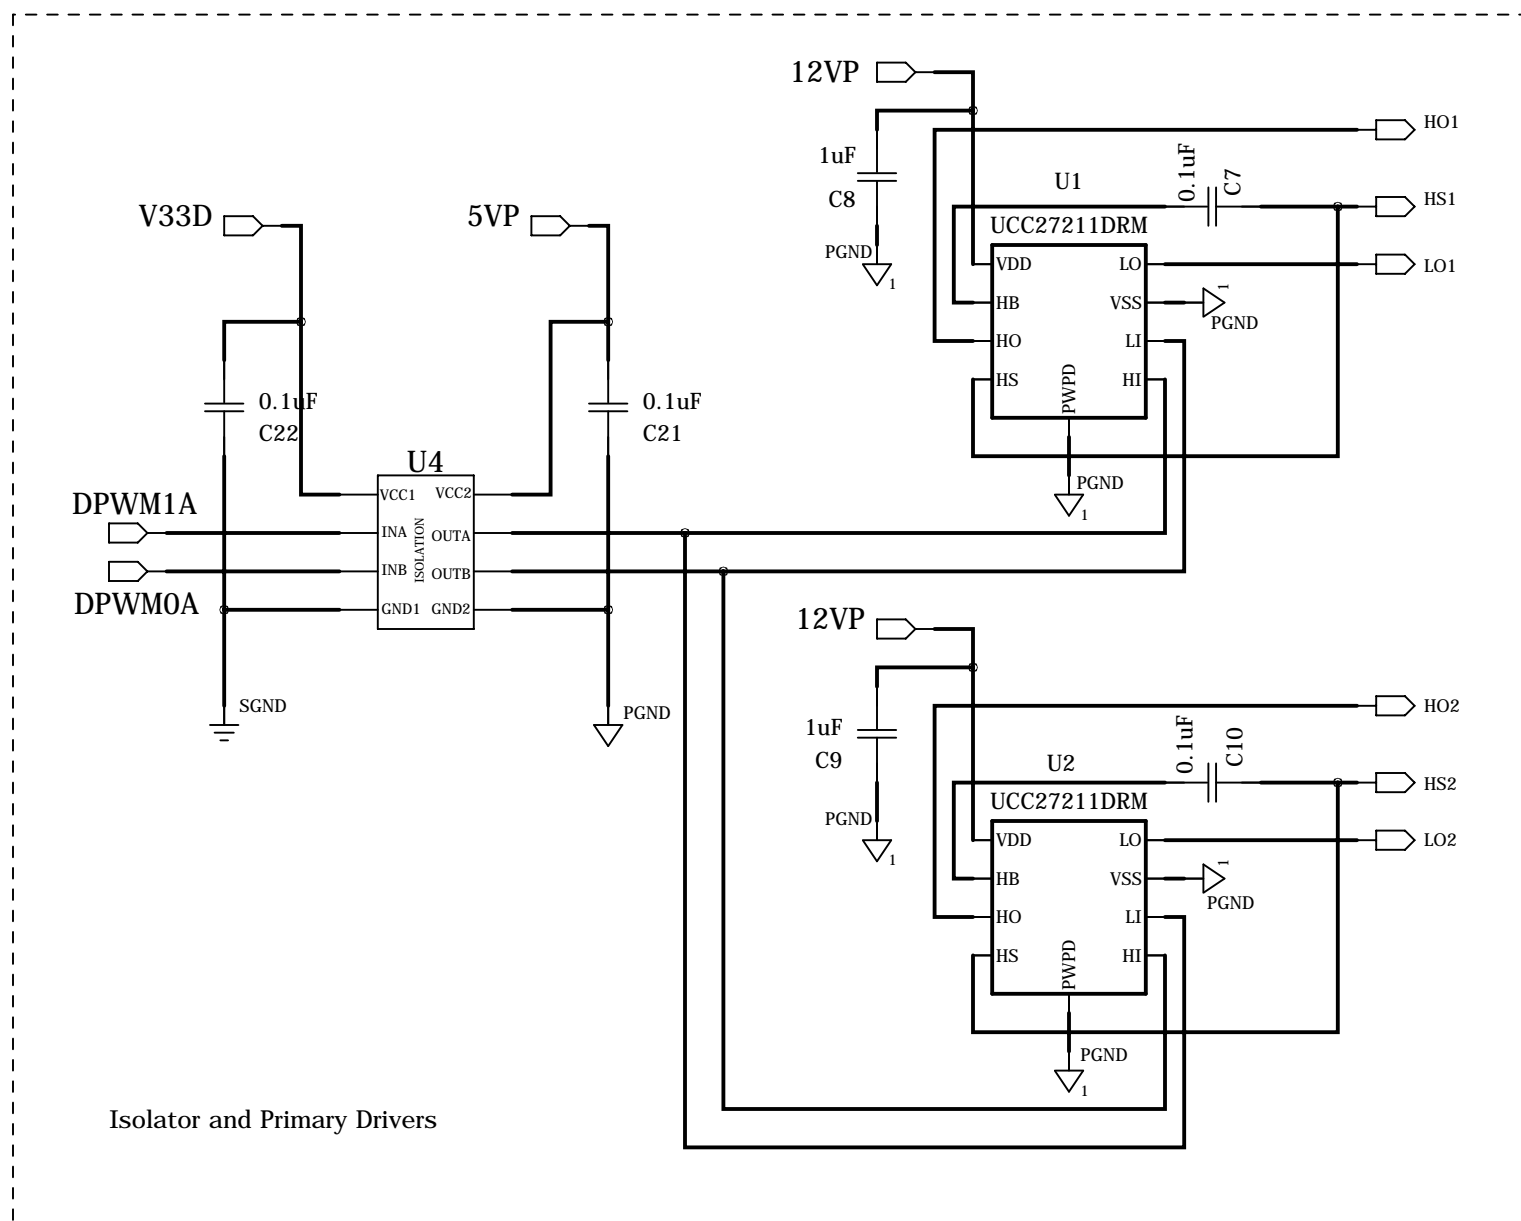 12VP
HO1
1uF
C8
0.1uF
C7
U1
HS1
V33D
5VP
UCC27211DRM
PGND
1
VDD
LO
LO1
HB
VSS
1
PGND
HO
LI
HS
PWPD
HI
0.1uF
C22
0.1uF
C21
U4
PGND
1
DPWM1A
VCC1
VCC2
INA
ISOLATION
OUTA
INB
OUTB
DPWM0A
GND1
GND2
12VP
SGND
PGND
HO2
1uF
C9
0.1uF
C10
U2
HS2
UCC27211DRM
PGND
1
VDD
LO
LO2
HB
VSS
1
PGND
HO
LI
HS
PWPD
HI
PGND
1
Isolator and Primary Drivers